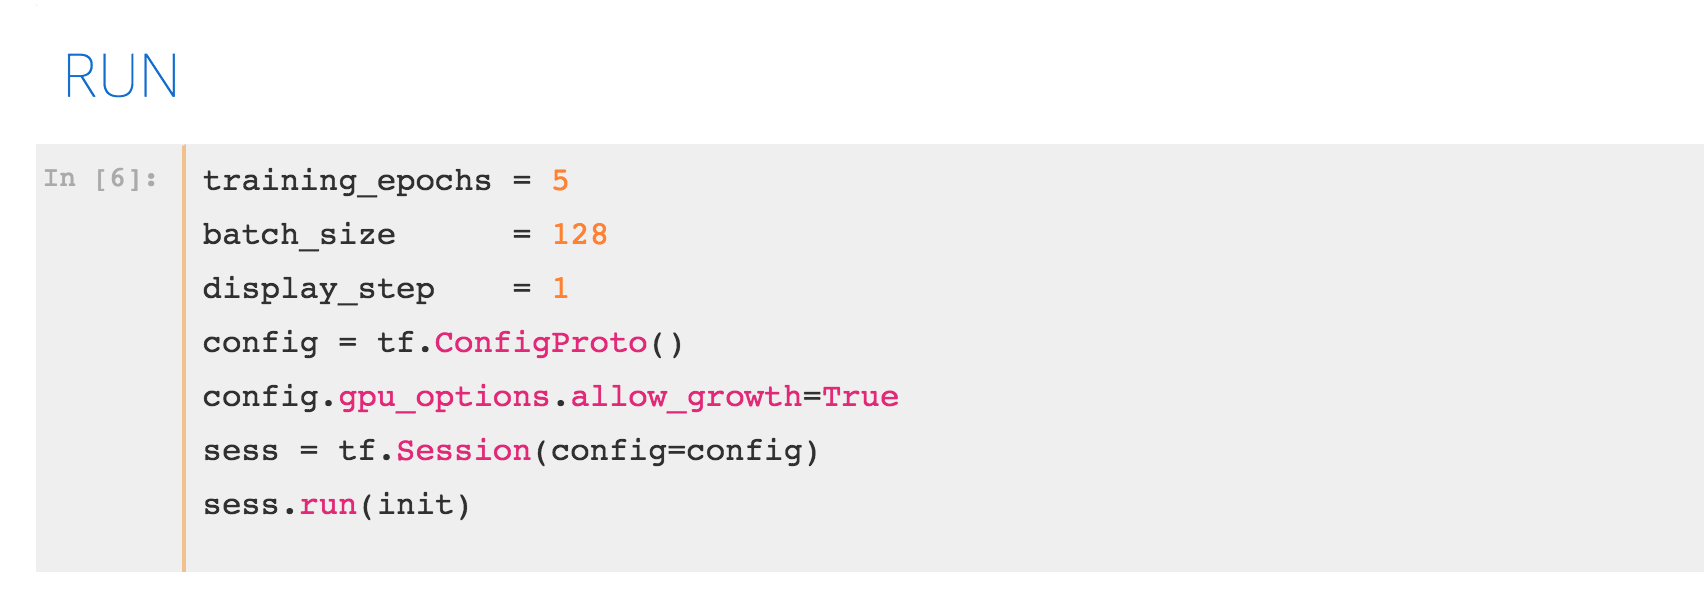 RUN
In [6]:
training_epochs = 5
batch_size      = 128
display_step    = 1
config = tf.ConfigProto()
config.gpu_options.allow_growth=True
sess = tf.Session(config=config)
sess.run(init)